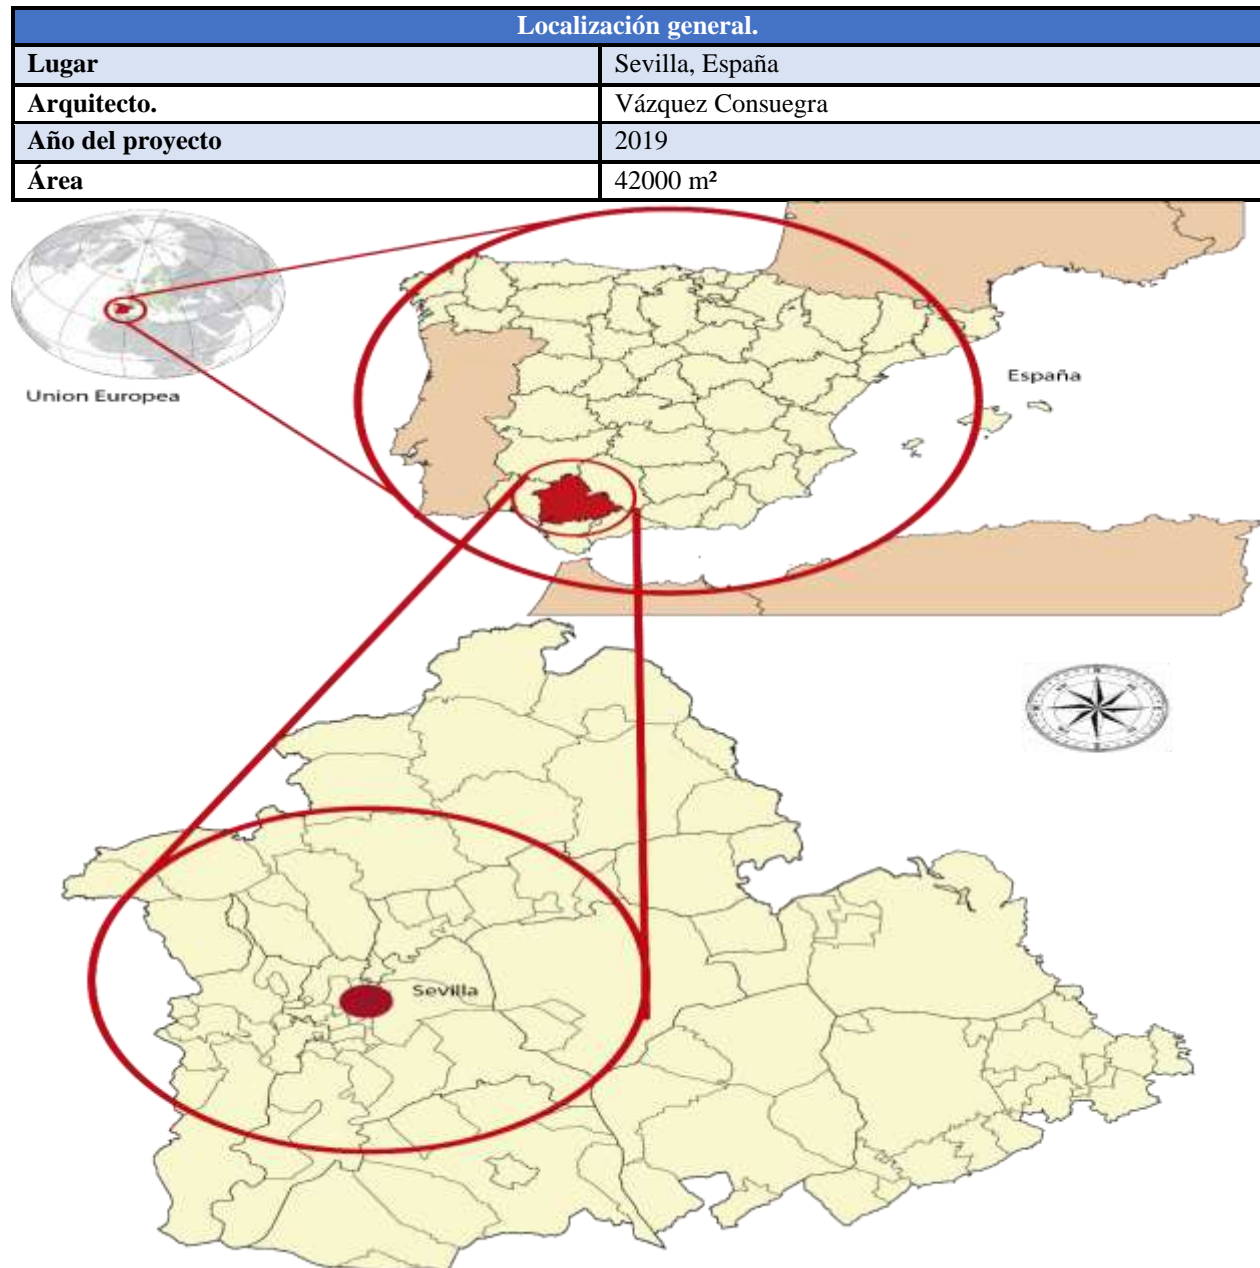 Localización general.
Lugar Sevilla, España
Arquitecto. Vázquez Consuegra
Año del proyecto 2019
Área 42000 m²
Union Europea
España
Sevilla